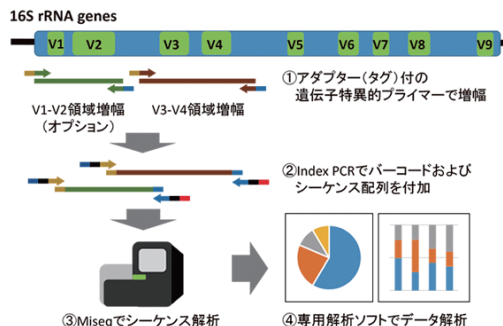 16S rRNA genes
V1 V2 V3 V4 V5 V6 V7 V8 V9
①アダプター(タグ)付の
遺伝子特異的プライマーで増幅
V1-V2領域増幅
(オプション)
V3-V4領域増幅
②Index PCRでバーコードおよび
シーケンス配列を付加
③Miseqでシーケンス解析
④専用解析ソフトでデータ解析